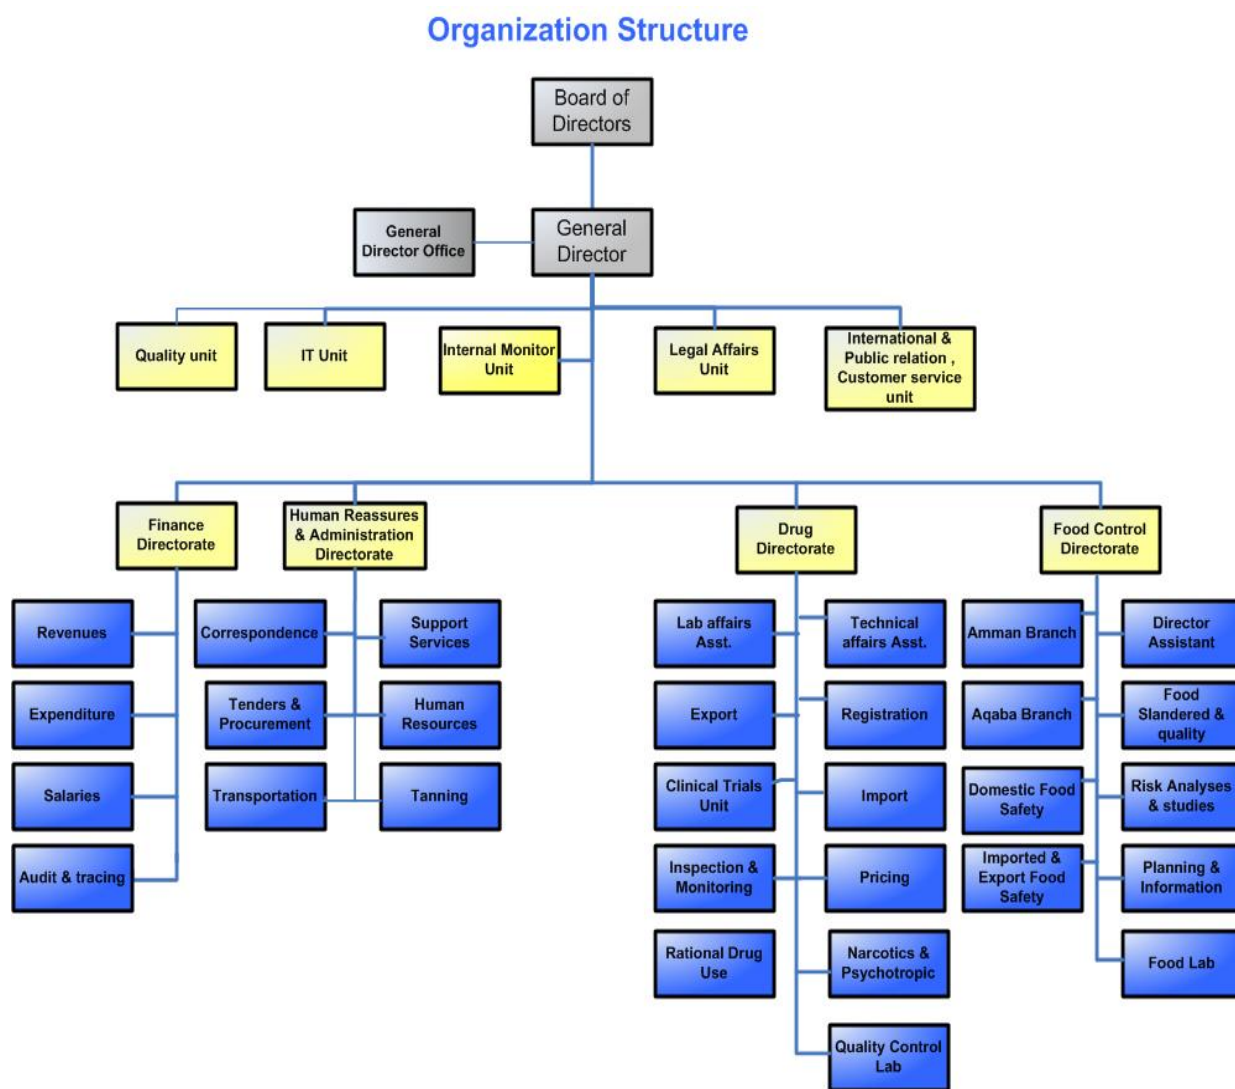 Organization Structure
Board of
Directors
General
Director Office
General
Director
Quality unit
IT Unit
Internal Monitor
Unit
Legal Affairs
Unit
International &
Public relation ,
Customer service
unit
Finance
Directorate
Human Reassures
& Administration
Directorate
Drug
Directorate
Food Control
Directorate
Revenues
Expenditure
Salaries
Audit & tracing
Correspondence
Support
Services
Tenders &
Procurement
Human
Resources
Transportation
Tanning
Lab affairs
Asst.
Technical
affairs Asst.
Export
Registration
Clinical Trials
Unit
Import
Inspection &
Monitoring
Pricing
Rational Drug
Use
Narcotics &
Psychotropic
Quality Control
Lab
Amman Branch
Director
Assistant
Aqaba Branch
Food
Slandered &
quality
Domestic Food
Safety
Risk Analyses
& studies
Imported &
Export Food
Safety
Planning &
Information
Food Lab